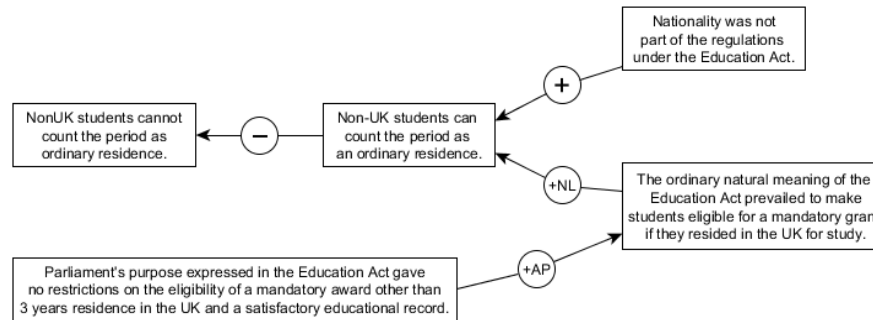 Nationality was not
part of the regulations
under the Education Act.
+
NonUK students cannot
count the period as
ordinary residence.
−
Non-UK students can
count the period as
an ordinary residence.
+NL
The ordinary natural meaning of the
Education Act prevailed to make
students eligible for a mandatory gran
if they resided in the UK for study.
+AP
Parliament's purpose expressed in the Education Act gave
no restrictions on the eligibility of a mandatory award other than
3 years residence in the UK and a satisfactory educational record.